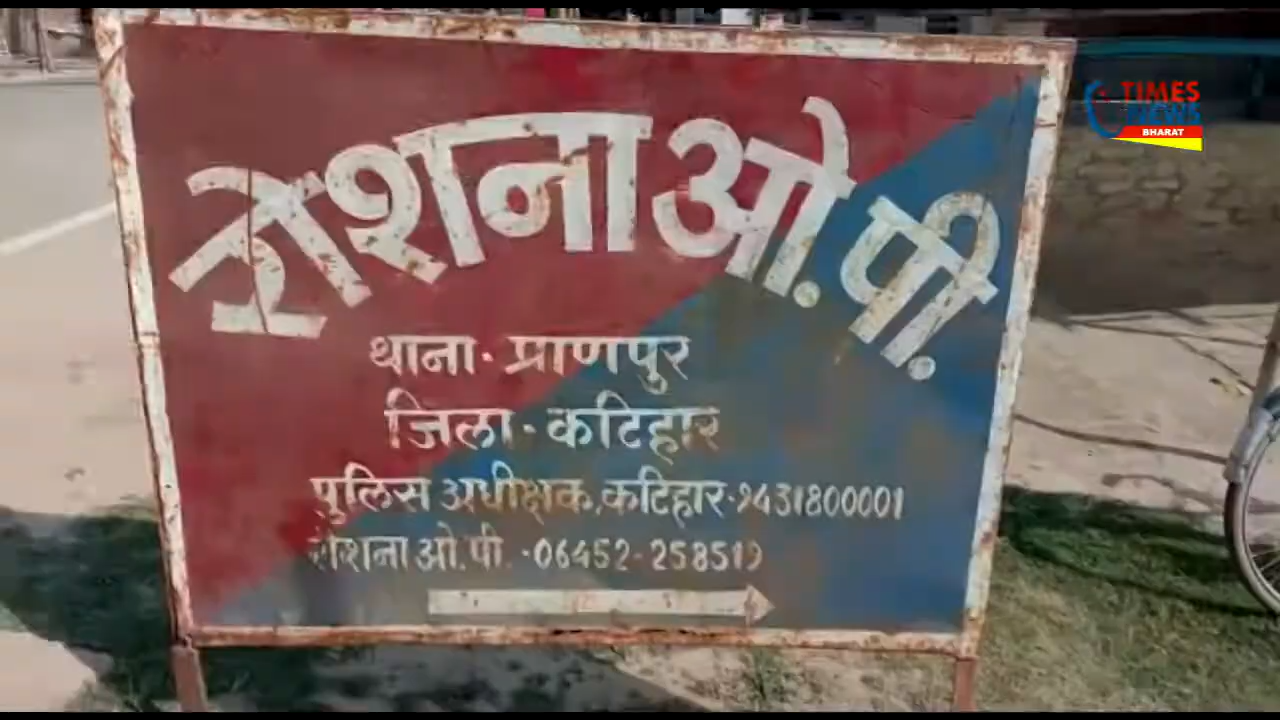 रोशना ओ.पी.
थाना- प्राणपुर
जिला- कटिहार
पुलिस अधीक्षक, कटिहार-9431800001
रोशना ओ.पी. -06452-258519
TIMES
NEWS
BHARAT